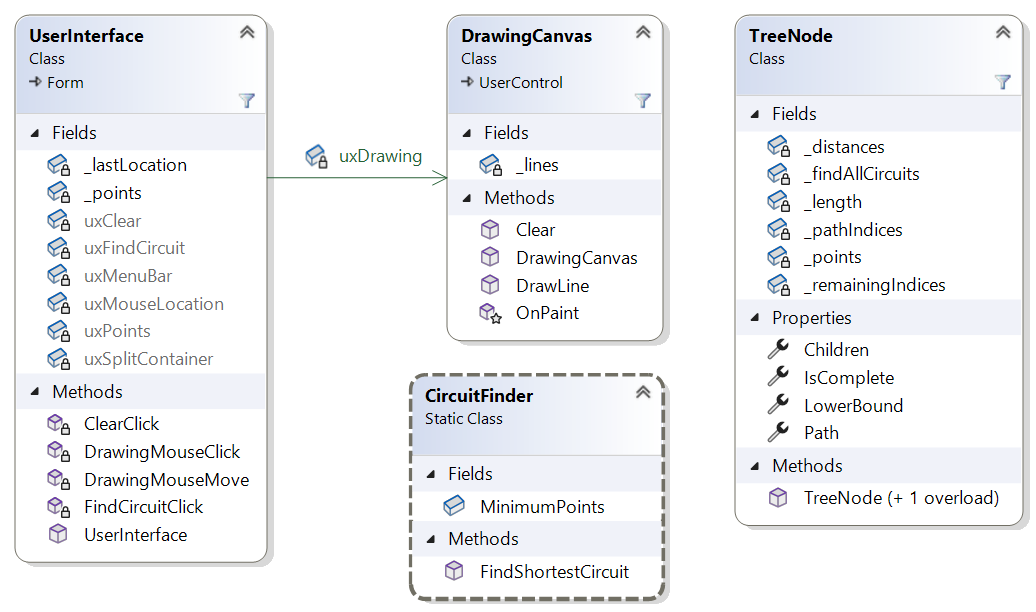 UserInterface
Class
Form
Fields
_lastLocation
_points
uxClear
uxFindCircuit
uxMenuBar
uxMouseLocation
uxPoints
uxSplitContainer
Methods
ClearClick
DrawingMouseClick
DrawingMouseMove
FindCircuitClick
UserInterface
uxDrawing
DrawingCanvas
Class
UserControl
Fields
_lines
Methods
Clear
DrawingCanvas
DrawLine
OnPaint
CircuitFinder
Static Class
Fields
MinimumPoints
Methods
FindShortestCircuit
TreeNode
Class
Fields
_distances
_findAllCircuits
_length
_pathIndices
_points
_remainingIndices
Properties
Children
IsComplete
LowerBound
Path
Methods
TreeNode (+ 1 overload)